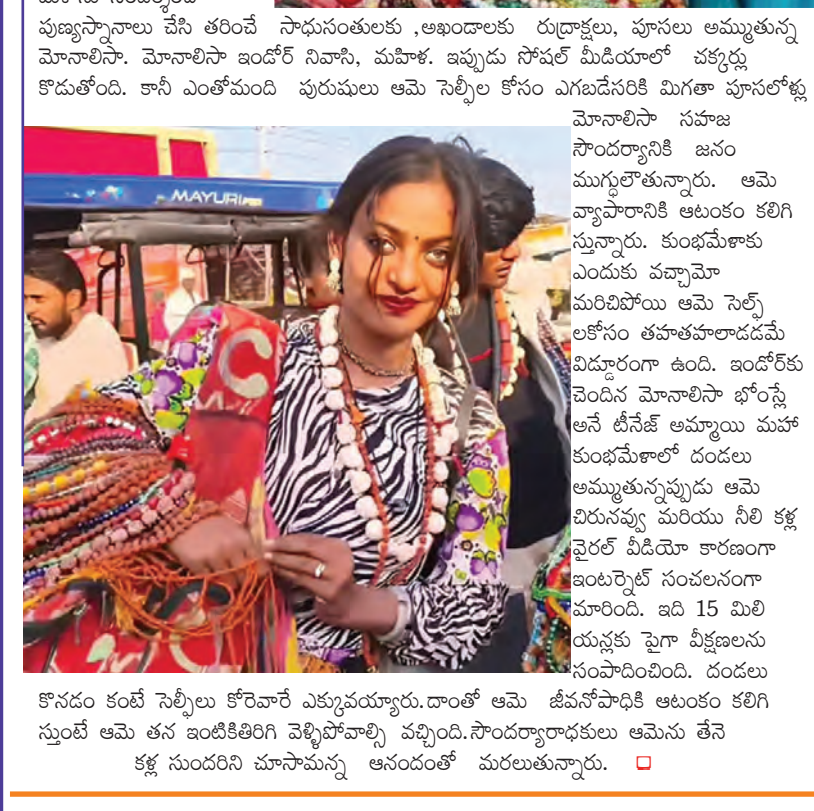 పుణ్యస్నానాలు చేసి తరించే సాధుసంతులకు ,అఖండాలకు రుద్రాక్షలు, పూసలు అమ్ముతున్న
మోనాలిసా. మోనాలిసా ఇండోర్ నివాసి, మహిళ. ఇప్పుడు సోషల్ మీడియాలో చక్కర్లు
కొడుతోంది. కానీ ఎంతోమంది పురుషులు ఆమె సెల్ఫీల కోసం ఎగబడేసరికి మిగతా పూసలోళ్లు
మోనాలిసా సహజ
సౌందర్యానికి జనం
ముగ్ధులౌతున్నారు. ఆమె
వ్యాపారానికి ఆటంకం కలిగి
స్తున్నారు. కుంభమేళాకు
ఎందుకు వచ్చామో
మరిచిపోయి ఆమె సెల్ఫ్
లకోసం తహతహలాడడమే
విడ్డూరంగా ఉంది. ఇండోర్‌కు
చెందిన మోనాలిసా భోంస్లే
అనే టీనేజ్ అమ్మాయి మహా
కుంభమేళాలో దండలు
అమ్ముతున్నప్పుడు ఆమె
చిరునవ్వు మరియు నీలి కళ్ల
వైరల్ వీడియో కారణంగా
ఇంటర్నెట్ సంచలనంగా
మారింది. ఇది 15 మిలి
యన్లకు పైగా వీక్షణలను
సంపాదించింది. దండలు
కొనడం కంటే సెల్ఫీలు కోరెవారే ఎక్కువయ్యారు.దాంతో ఆమె జీవనోపాధికి ఆటంకం కలిగి
స్తుంటే ఆమె తన ఇంటికితిరిగి వెళ్ళిపోవాల్సి వచ్చింది.సౌందర్యారాధకులు ఆమెను తేనె
కళ్ల సుందరిని చూసామన్న ఆనందంతో మరలుతున్నారు.
MAYURI